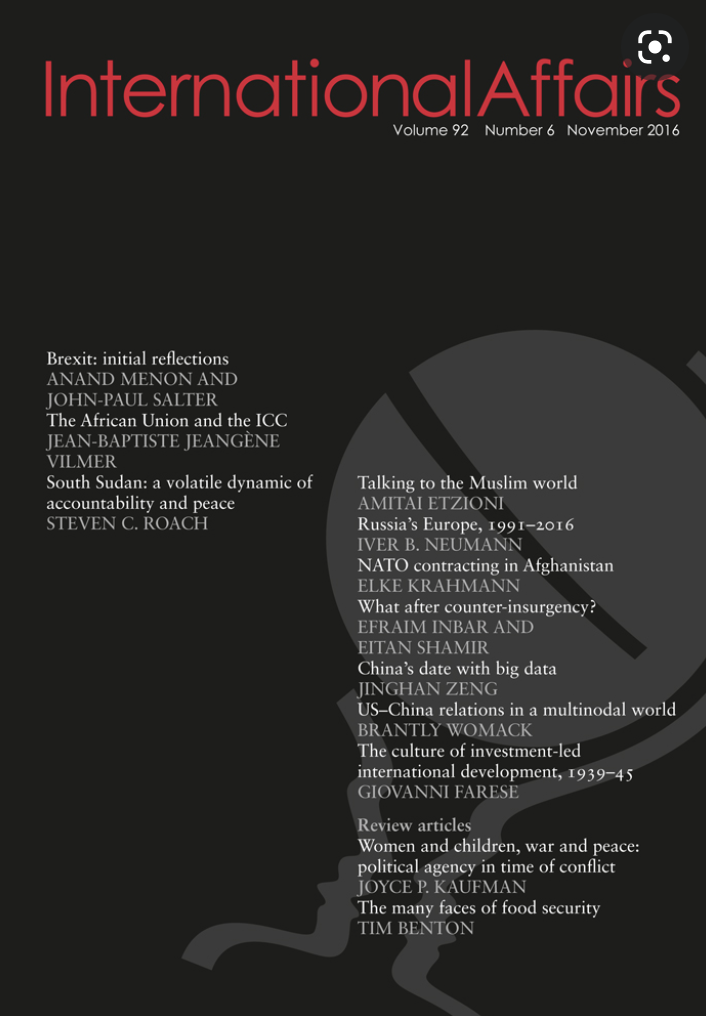 InternationalAffairs
Volume 92 Number 6 November 2016
Brexit: initial reflections
ANAND MENON AND
JOHN-PAUL SALTER
The African Union and the ICC
JEAN-BAPTISTE JEANGÈNE
VILMER
South Sudan: a volatile dynamic of
accountability and peace
STEVEN C. ROACH
Talking to the Muslim world
AMITAI ETZIONI
Russia's Europe, 1991–2016
IVER B. NEUMANN
NATO contracting in Afghanistan
ELKE KRAHMANN
What after counter-insurgency?
EFRAIM INBAR AND
EITAN SHAMIR
China's date with big data
JINGHAN ZENG
US–China relations in a multinodal world
BRANTLY WOMACK
The culture of investment-led
international development, 1939–45
GIOVANNI FARESE
Review articles
Women and children, war and peace:
political agency in time of conflict
JOYCE P. KAUFMAN
The many faces of food security
TIM BENTON